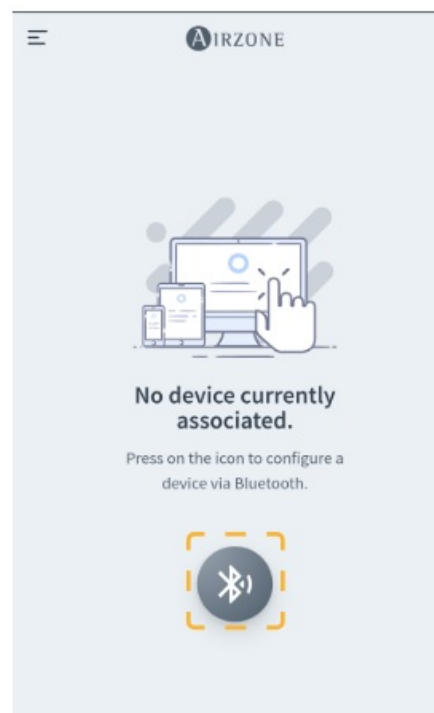 AIRZONE
No device currently
associated.
Press on the icon to configure a
device via Bluetooth.